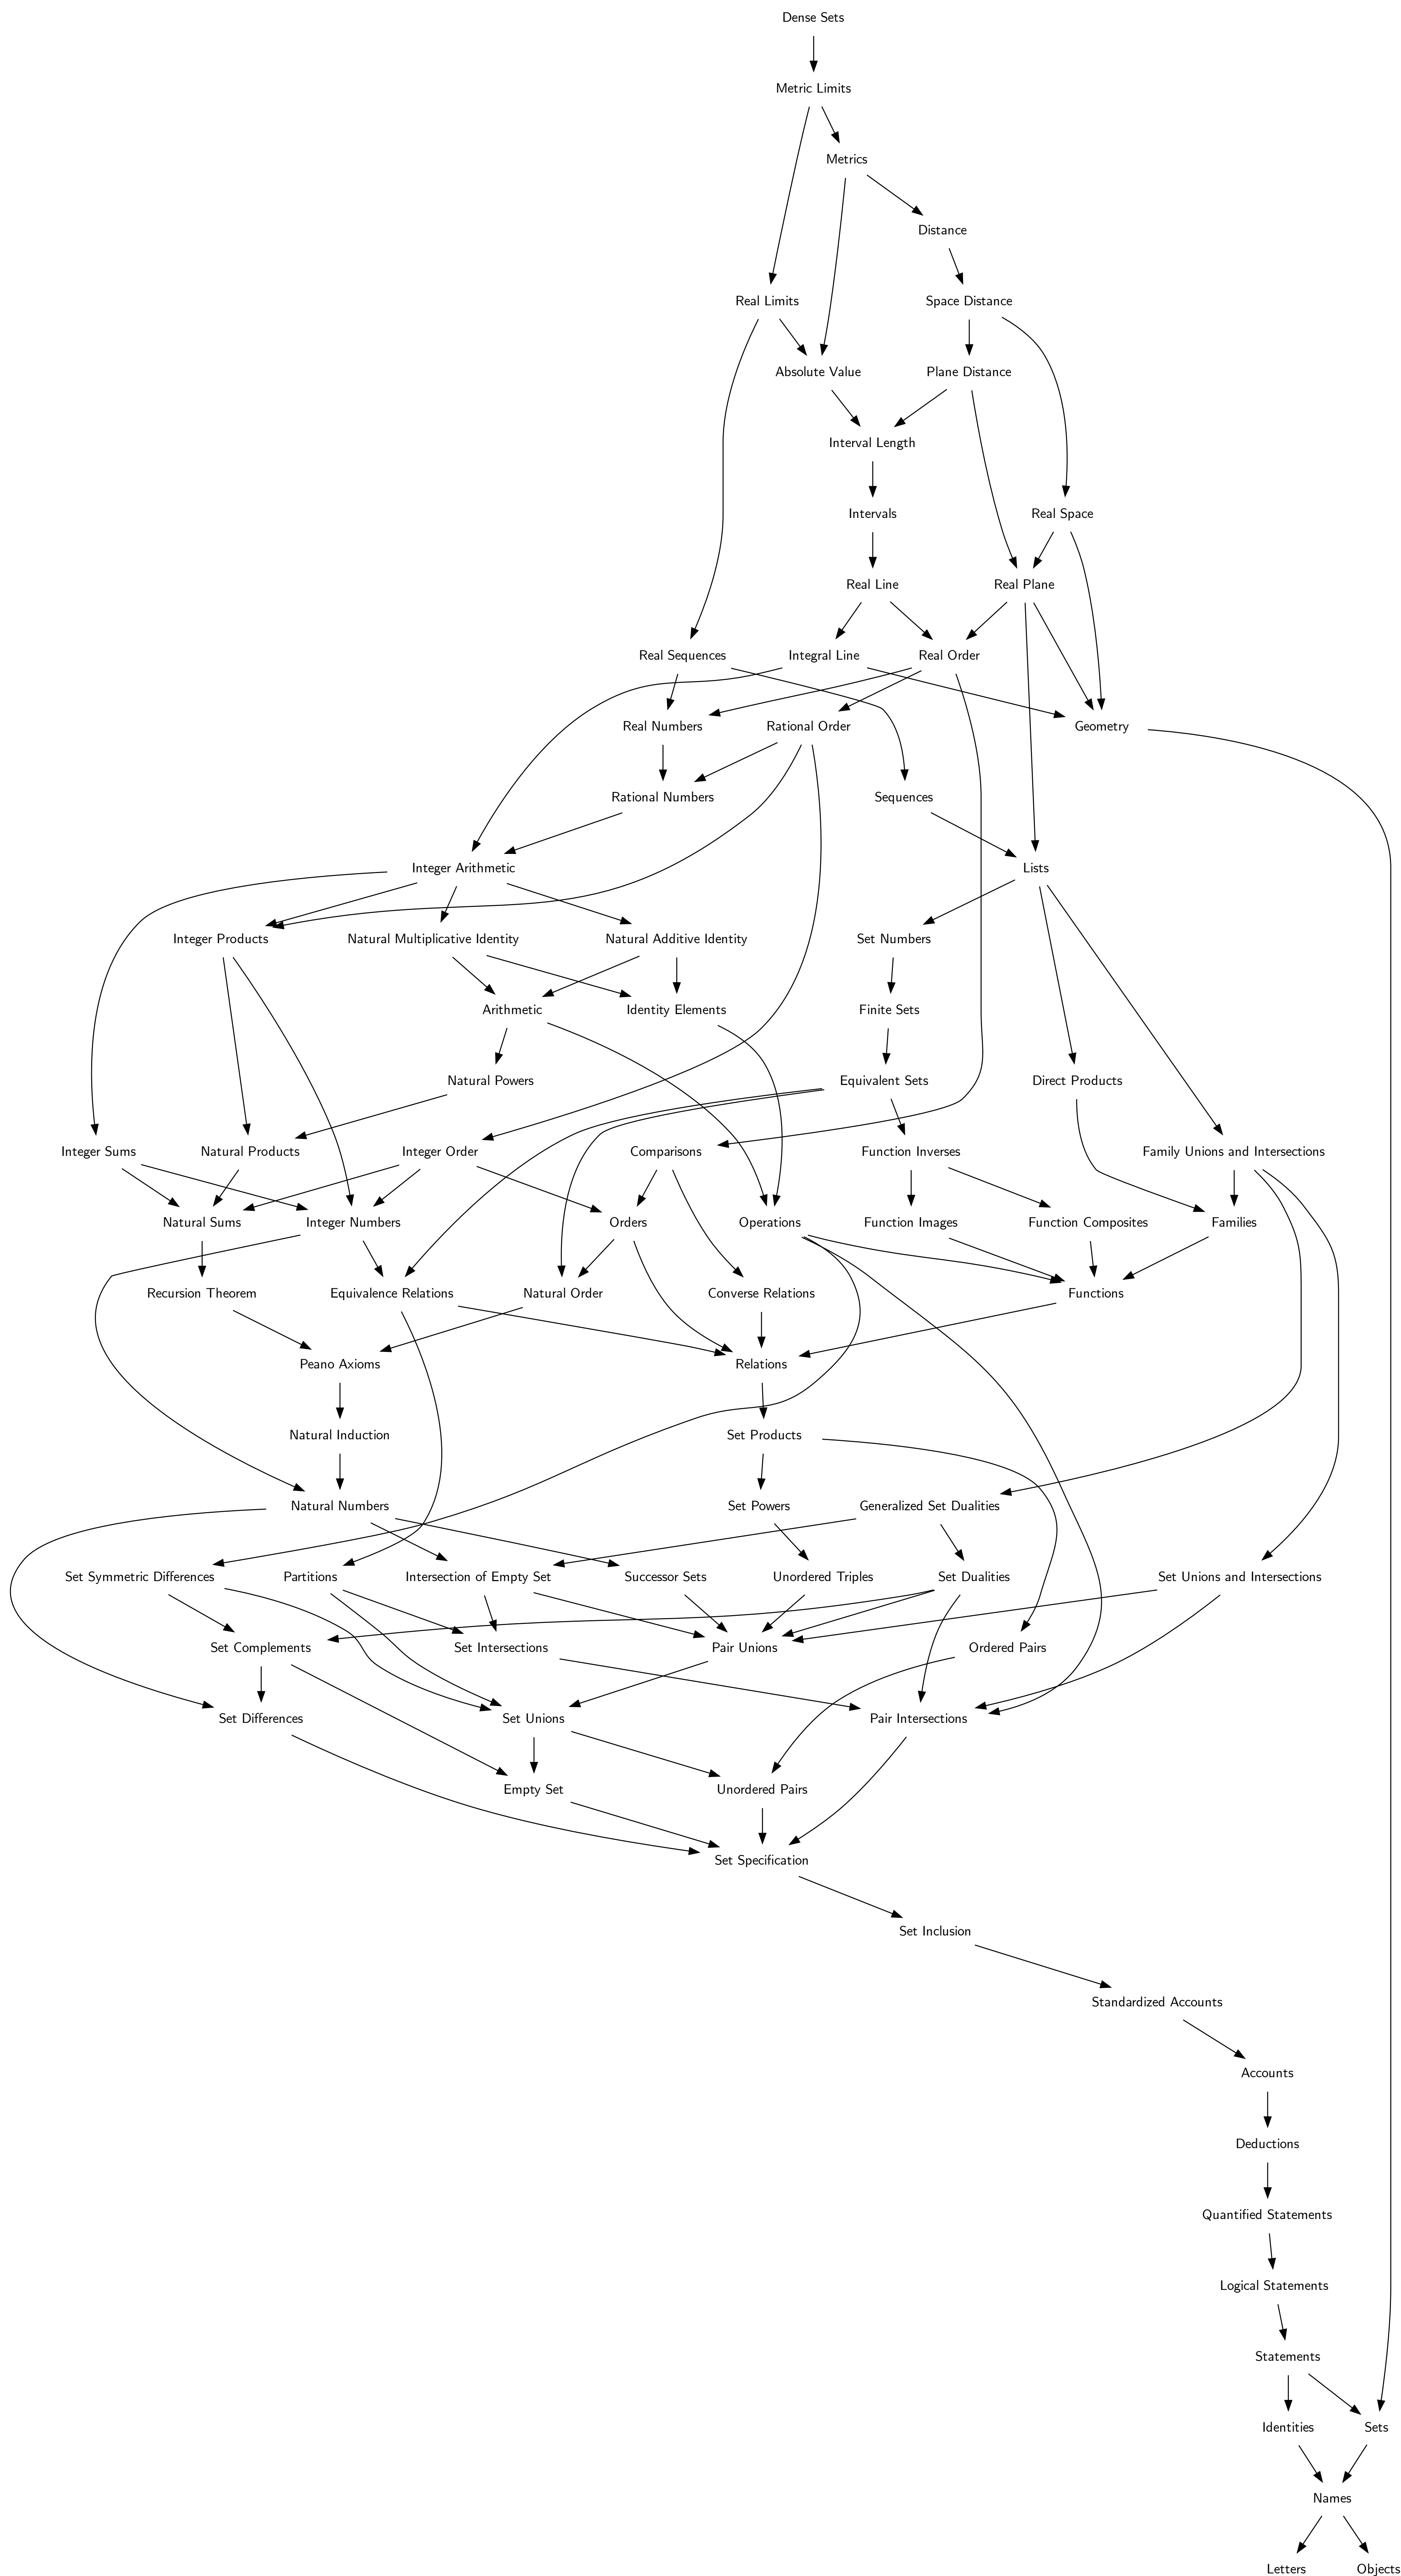 Dense Sets
Metric Limits
Metrics
Distance
Real Limits
Space Distance
Absolute Value
Plane Distance
Interval Length
Intervals
Real Space
Real Line
Real Plane
Real Sequences
Integral Line
Real Order
Real Numbers
Rational Order
Geometry
Rational Numbers
Sequences
Integer Arithmetic
Lists
Integer Products
Natural Multiplicative Identity
Natural Additive Identity
Set Numbers
Arithmetic
Identity Elements
Finite Sets
Natural Powers
Equivalent Sets
Direct Products
Integer Sums
Natural Products
Integer Order
Comparisons
Function Inverses
Family Unions and Intersections
Natural Sums
Integer Numbers
Orders
Operations
Function Images
Function Composites
Families
Recursion Theorem
Equivalence Relations
Natural Order
Converse Relations
Functions
Peano Axioms
Relations
Natural Induction
Set Products
Natural Numbers
Set Powers
Generalized Set Dualities
Set Symmetric Differences
Partitions
Intersection of Empty Set
Successor Sets
Unordered Triples
Set Dualities
Set Unions and Intersections
Set Complements
Set Intersections
Pair Unions
Ordered Pairs
Set Differences
Set Unions
Pair Intersections
Empty Set
Unordered Pairs
Set Specification
Set Inclusion
Standardized Accounts
Accounts
Deductions
Quantified Statements
Logical Statements
Statements
Identities
Sets
Names
Letters
Objects